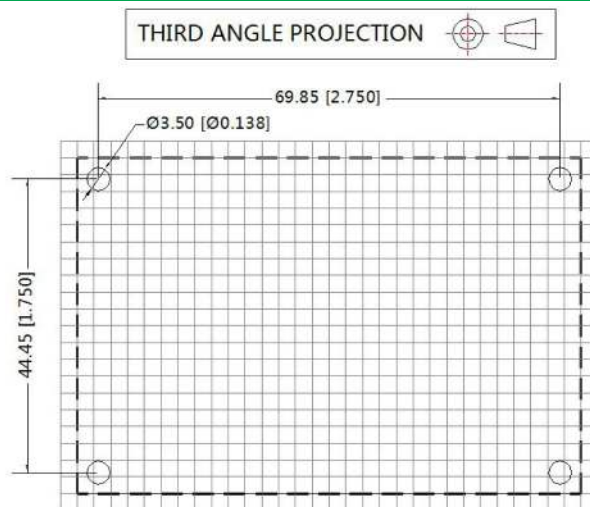 THIRD ANGLE PROJECTION
69.85 [2.750]
Ø3.50 [Ø0.138]
44.45 [1.750]